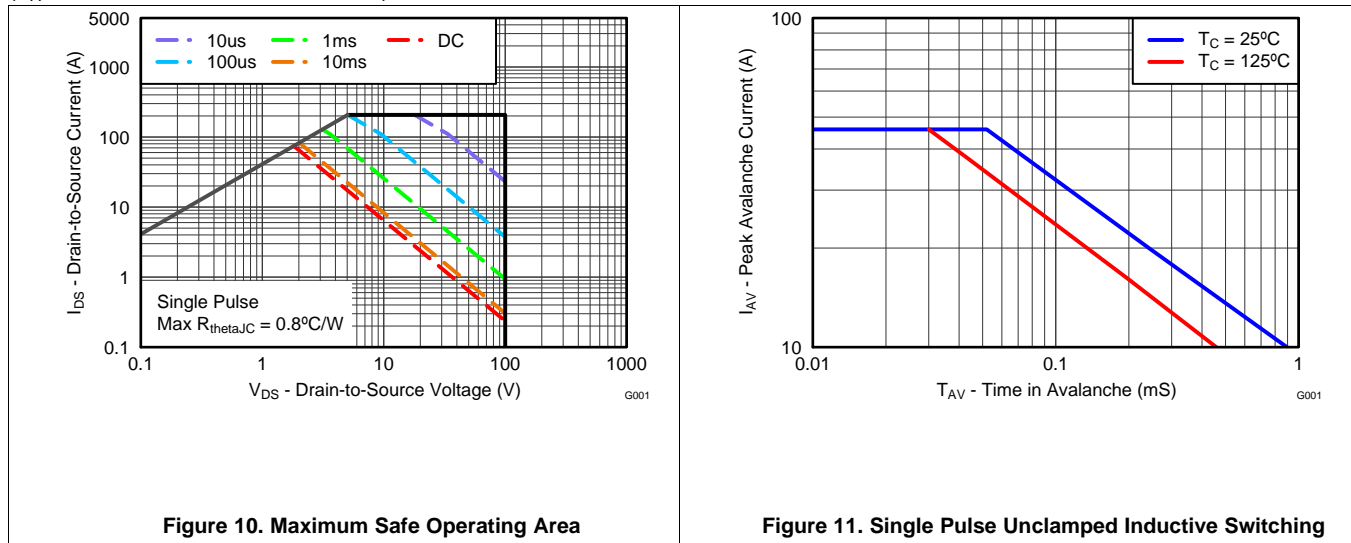 5000
1000
100
10
1
0.1
0.1 1 10 100 1000
I_DS - Drain-to-Source Current (A)
V_DS - Drain-to-Source Voltage (V)
G001
10us 1ms DC
100us 10ms
Single Pulse
Max R_thetaJC = 0.8ºC/W
Figure 10. Maximum Safe Operating Area
100
10
0.01 0.1 1
I_AV - Peak Avalanche Current (A)
T_AV - Time in Avalanche (mS)
G001
T_C = 25ºC
T_C = 125ºC
Figure 11. Single Pulse Unclamped Inductive Switching